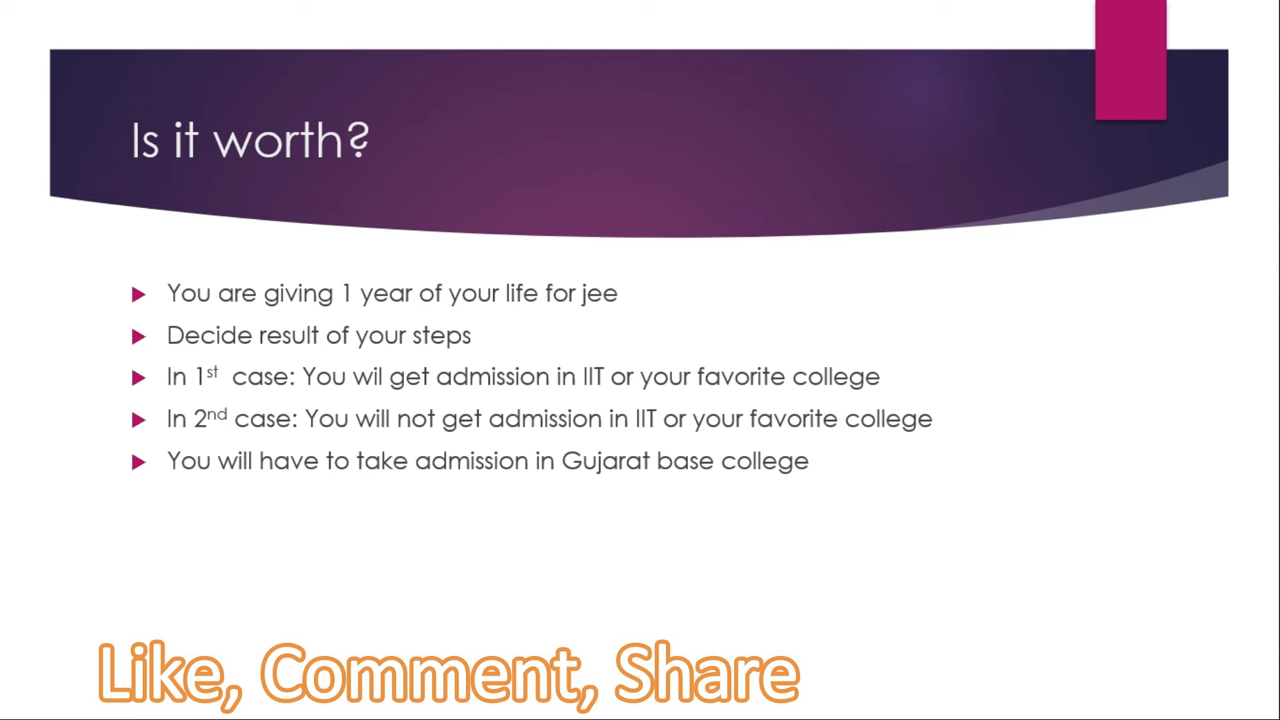 Is it worth?
You are giving 1 year of your life for jee
Decide result of your steps
In 1st case: You wil get admission in IIT or your favorite college
In 2nd case: You will not get admission in IIT or your favorite college
You will have to take admission in Gujarat base college
Like, Comment, Share